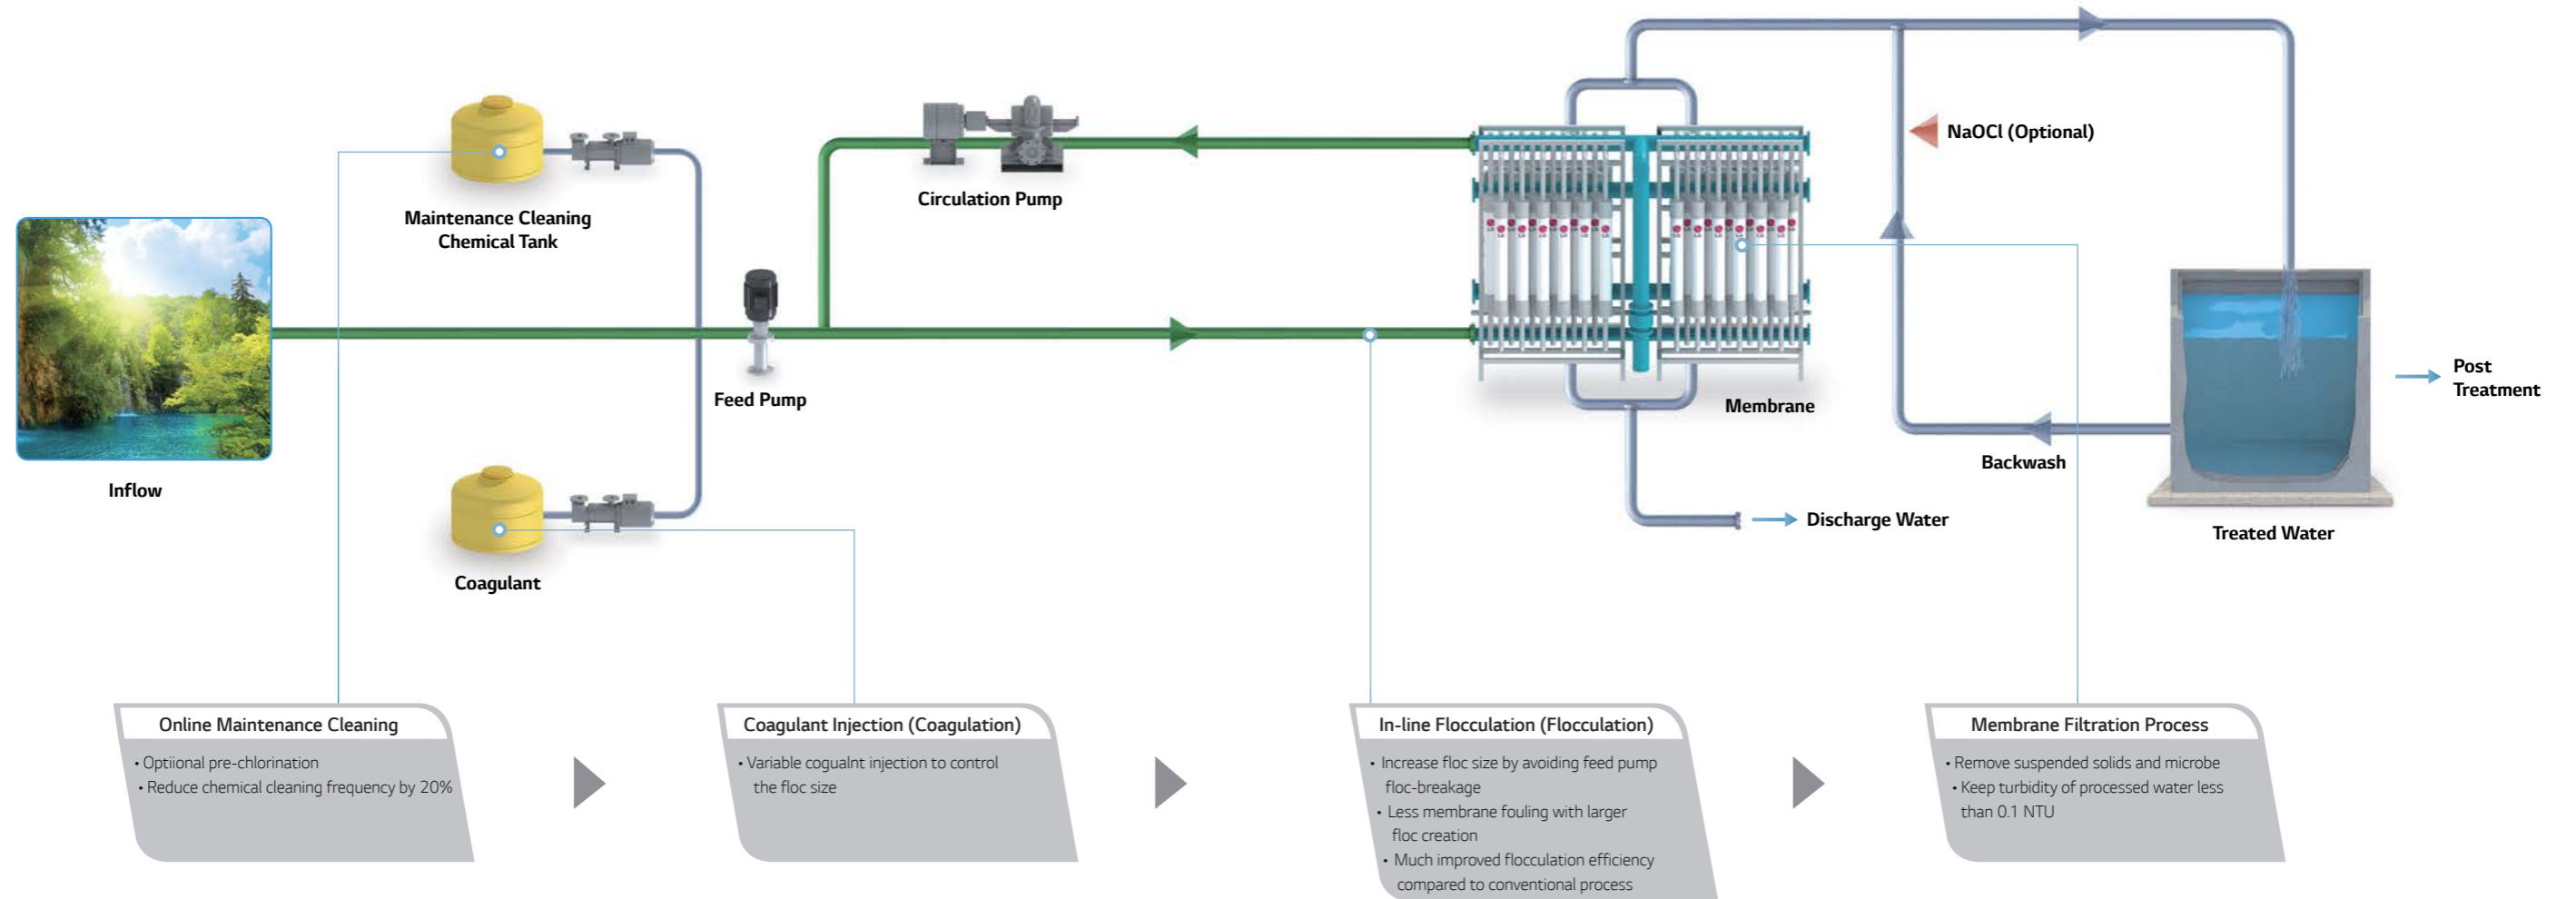 NaOCl (Optional)
Circulation Pump
Maintenance Cleaning
Chemical Tank
Feed Pump
Membrane
Post
Treatment
Inflow
Backwash
Discharge Water
Treated Water
Coagulant
Online Maintenance Cleaning
• Optiional pre-chlorination
• Reduce chemical cleaning frequency by 20%
Coagulant Injection (Coagulation)
• Variable cogualnt injection to control
the floc size
In-line Flocculation (Flocculation)
• Increase floc size by avoiding feed pump
floc-breakage
• Less membrane fouling with larger
floc creation
• Much improved flocculation efficiency
compared to conventional process
Membrane Filtration Process
• Remove suspended solids and microbe
• Keep turbidity of processed water less
than 0.1 NTU